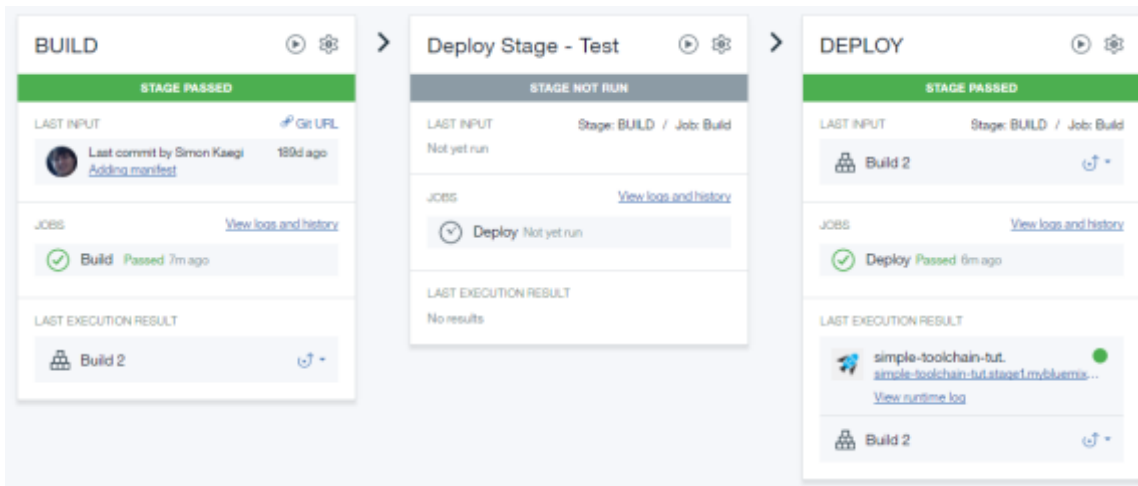 BUILD
STAGE PASSED
LAST INPUT Git URL
Last commit by Simon Kaegi 189d ago
Adding manifest
JOBS View logs and history
Build Passed 7m ago
LAST EXECUTION RESULT
Build 2
Deploy Stage - Test
STAGE NOT RUN
LAST INPUT Stage: BUILD / Job: Build
Not yet run
JOBS View logs and history
Deploy Not yet run
LAST EXECUTION RESULT
No results
DEPLOY
STAGE PASSED
LAST INPUT Stage: BUILD / Job: Build
Build 2
JOBS View logs and history
Deploy Passed 6m ago
LAST EXECUTION RESULT
simple-toolchain-tut.
simple-toolchain-tut.stage1.mybluemix...
View runtime log
Build 2